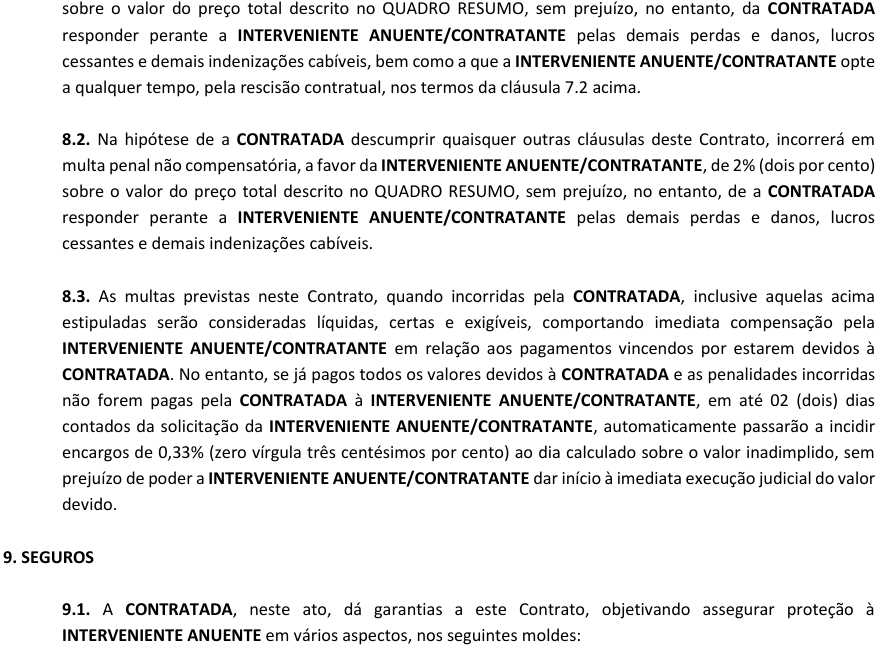 sobre o valor do preço total descrito no QUADRO RESUMO, sem prejuízo, no entanto, da CONTRATADA
responder perante a INTERVENIENTE ANUENTE/CONTRATANTE pelas demais perdas e danos, lucros
cessantes e demais indenizações cabíveis, bem como a que a INTERVENIENTE ANUENTE/CONTRATANTE opte
a qualquer tempo, pela rescisão contratual, nos termos da cláusula 7.2 acima.
8.2. Na hipótese de a CONTRATADA descumprir quaisquer outras cláusulas deste Contrato, incorrerá em
multa penal não compensatória, a favor da INTERVENIENTE ANUENTE/CONTRATANTE, de 2% (dois por cento)
sobre o valor do preço total descrito no QUADRO RESUMO, sem prejuízo, no entanto, de a CONTRATADA
responder perante a INTERVENIENTE ANUENTE/CONTRATANTE pelas demais perdas e danos, lucros
cessantes e demais indenizações cabíveis.
8.3. As multas previstas neste Contrato, quando incorridas pela CONTRATADA, inclusive aquelas acima
estipuladas serão consideradas líquidas, certas e exigíveis, comportando imediata compensação pela
INTERVENIENTE ANUENTE/CONTRATANTE em relação aos pagamentos vincendos por estarem devidos à
CONTRATADA. No entanto, se já pagos todos os valores devidos à CONTRATADA e as penalidades incorridas
não forem pagas pela CONTRATADA à INTERVENIENTE ANUENTE/CONTRATANTE, em até 02 (dois) dias
contados da solicitação da INTERVENIENTE ANUENTE/CONTRATANTE, automaticamente passarão a incidir
encargos de 0,33% (zero vírgula três centésimos por cento) ao dia calculado sobre o valor inadimplido, sem
prejuízo de poder a INTERVENIENTE ANUENTE/CONTRATANTE dar início à imediata execução judicial do valor
devido.
9. SEGUROS
9.1. A CONTRATADA, neste ato, dá garantias a este Contrato, objetivando assegurar proteção à
INTERVENIENTE ANUENTE em vários aspectos, nos seguintes moldes: